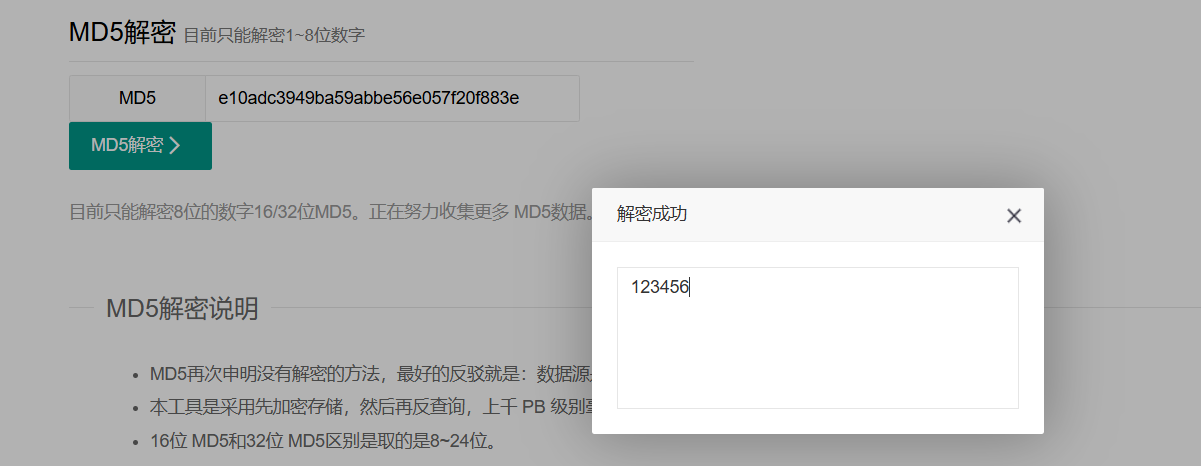 MD5解密 目前只能解密1~8位数字
MD5 e10adc3949ba59abbe56e057f20f883e
MD5解密
目前只能解密8位的数字16/32位MD5。正在努力收集更多 MD5数据。
解密成功
123456
MD5解密说明
MD5再次申明没有解密的方法，最好的反驳就是：数据源
本工具是采用先加密存储，然后再反查询，上千 PB 级别
16位 MD5和32位 MD5区别是取的是8~24位。